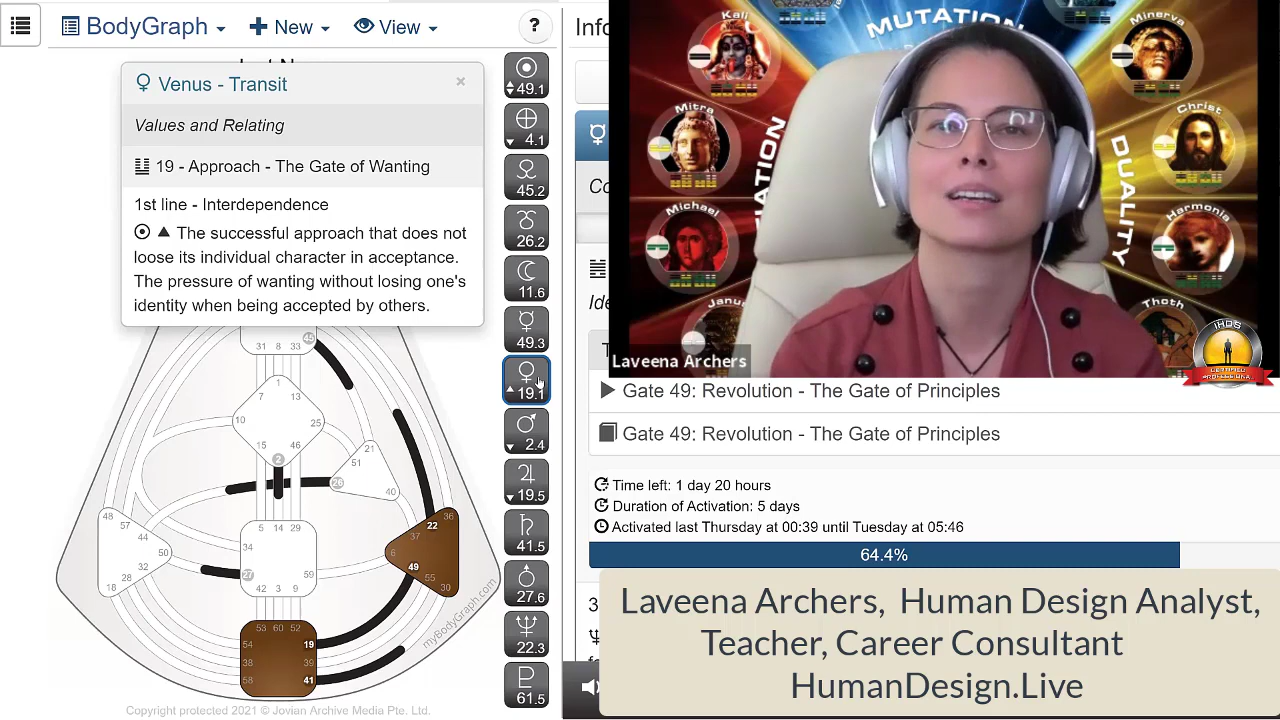 BodyGraph
New
View
?
Venus - Transit
×
Values and Relating
19 - Approach - The Gate of Wanting
1st line - Interdependence
The successful approach that does not
loose its individual character in acceptance.
The pressure of wanting without losing one's
identity when being accepted by others.
31 8 33
45
1
7 13
10 25
15 46
2
21
51
26
40
48
57
44
50
32
28
18
5 14 29
34
27 59
42 3 9
36
22
37
6
49
55
30
53 60 52
54 19
38 39
58 41
myBodyGraph.com
Copyright protected 2021 © Jovian Archive Media Pte. Ltd.
49.1
4.1
45.2
26.2
11.6
49.3
19.1
2.4
19.5
41.5
27.6
22.3
61.5
Info
MUTATION
Kali
Minerva
Mitra
Christ
Michael
Harmonia
Janu
Thoth
DUALITY
IATION
Laveena Archers
IHDS
CERTIFIED
PROFESSIONAL
Gate 49: Revolution - The Gate of Principles
Gate 49: Revolution - The Gate of Principles
Time left: 1 day 20 hours
Duration of Activation: 5 days
Activated last Thursday at 00:39 until Tuesday at 05:46
64.4%
Laveena Archers, Human Design Analyst,
Teacher, Career Consultant
HumanDesign.Live